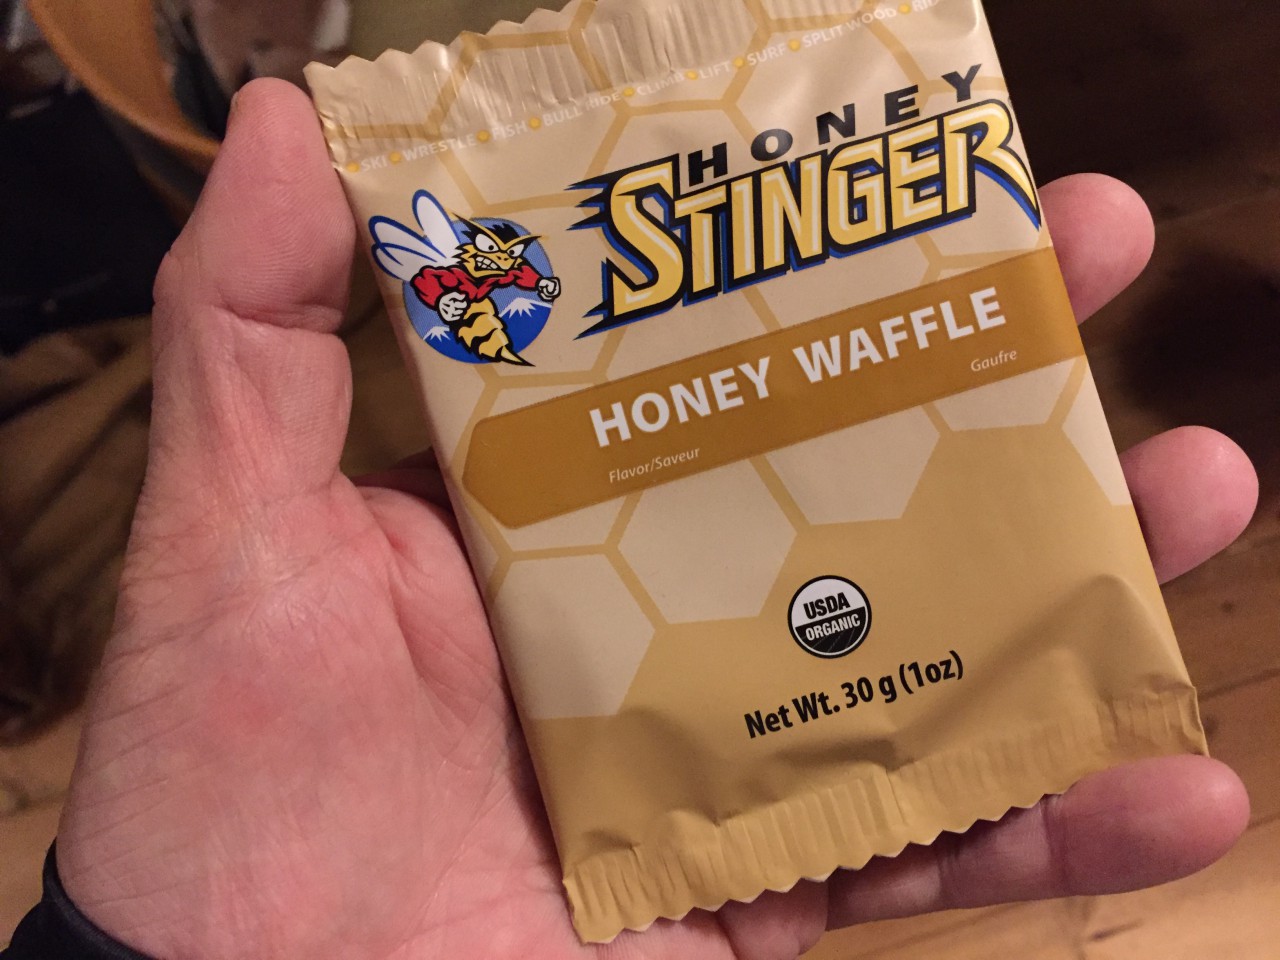 SKI • WRESTLE • FISH • BULL RIDE • CLIMB • LIFT • SURF • SPLIT WOOD •
HONEY
STINGER
HONEY WAFFLE
Gaufre
Flavor/Saveur
USDA
ORGANIC
Net Wt. 30 g (1oz)